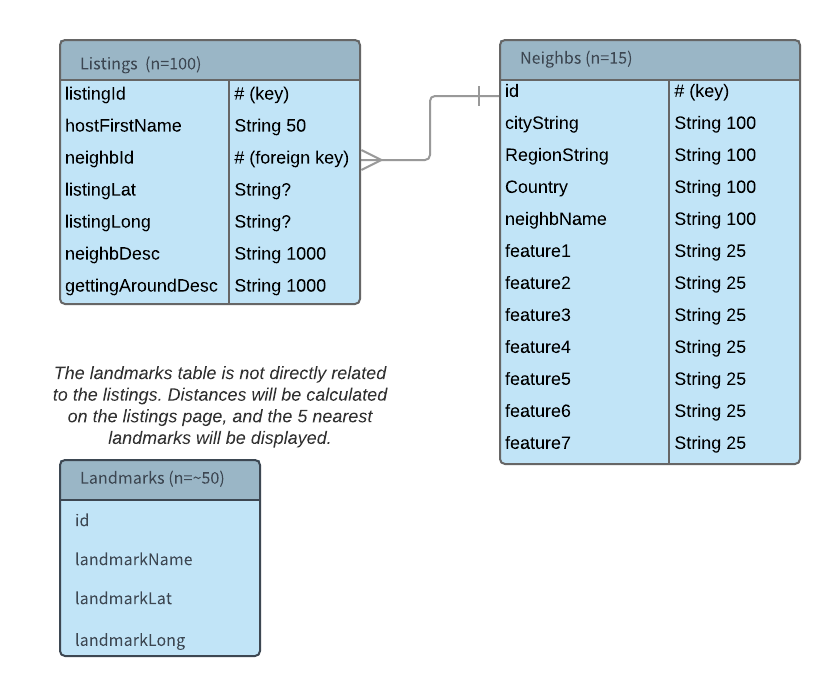 Listings (n=100)
listingId # (key)
hostFirstName String 50
neighbId # (foreign key)
listingLat String?
listingLong String?
neighbDesc String 1000
gettingAroundDesc String 1000
Neighbs (n=15)
id # (key)
cityString String 100
RegionString String 100
Country String 100
neighbName String 100
feature1 String 25
feature2 String 25
feature3 String 25
feature4 String 25
feature5 String 25
feature6 String 25
feature7 String 25
The landmarks table is not directly related
to the listings. Distances will be calculated
on the listings page, and the 5 nearest
landmarks will be displayed.
Landmarks (n=~50)
id
landmarkName
landmarkLat
landmarkLong